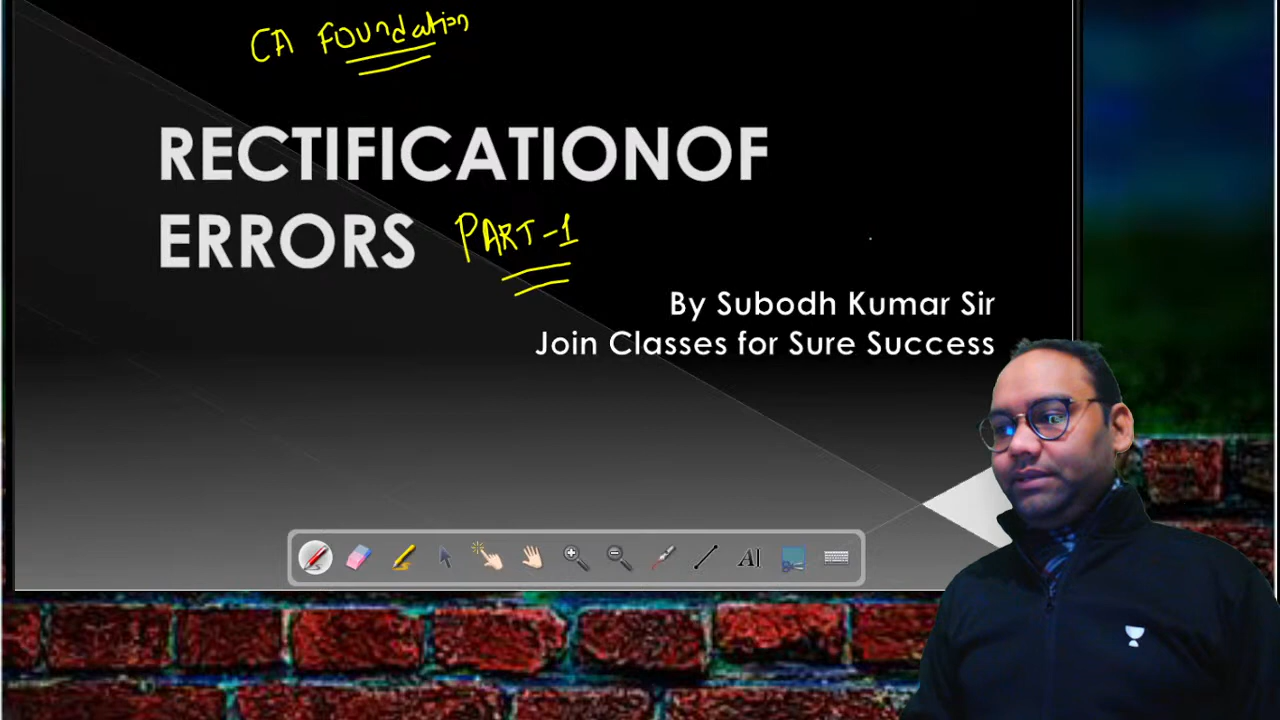 CA Foundation
RECTIFICATIONOF
ERRORS PART-1
By Subodh Kumar Sir
Join Classes for Sure Success
A